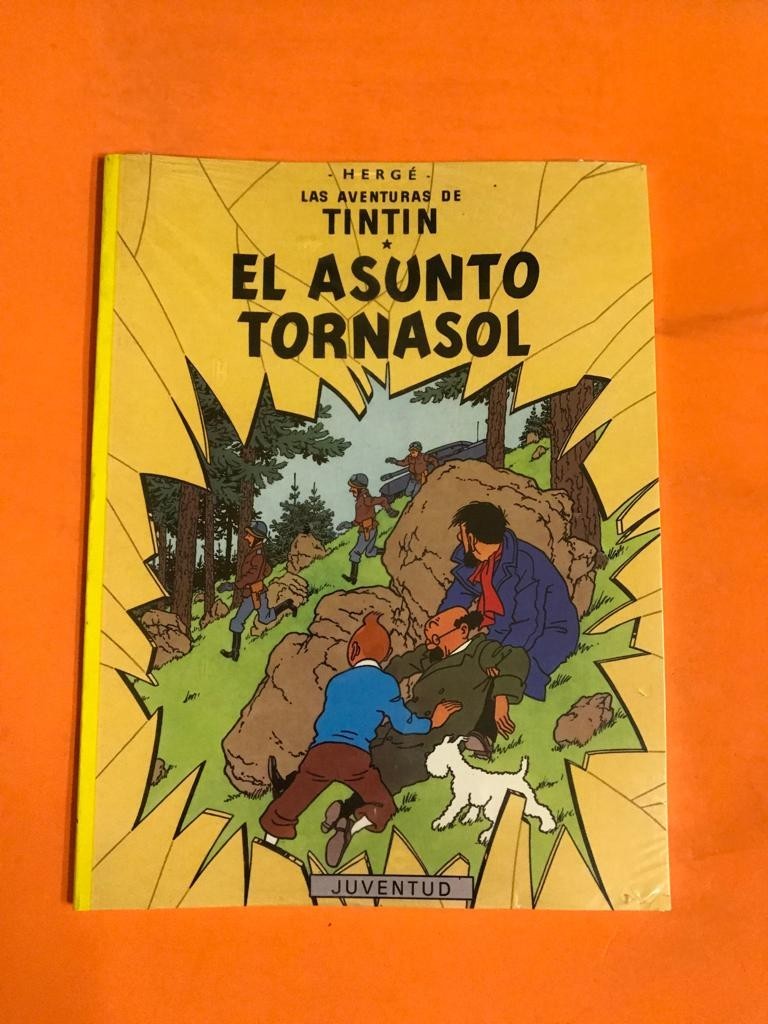 - HERGÉ -
LAS AVENTURAS DE
TINTIN
★
EL ASUNTO
TORNASOL
JUVENTUD